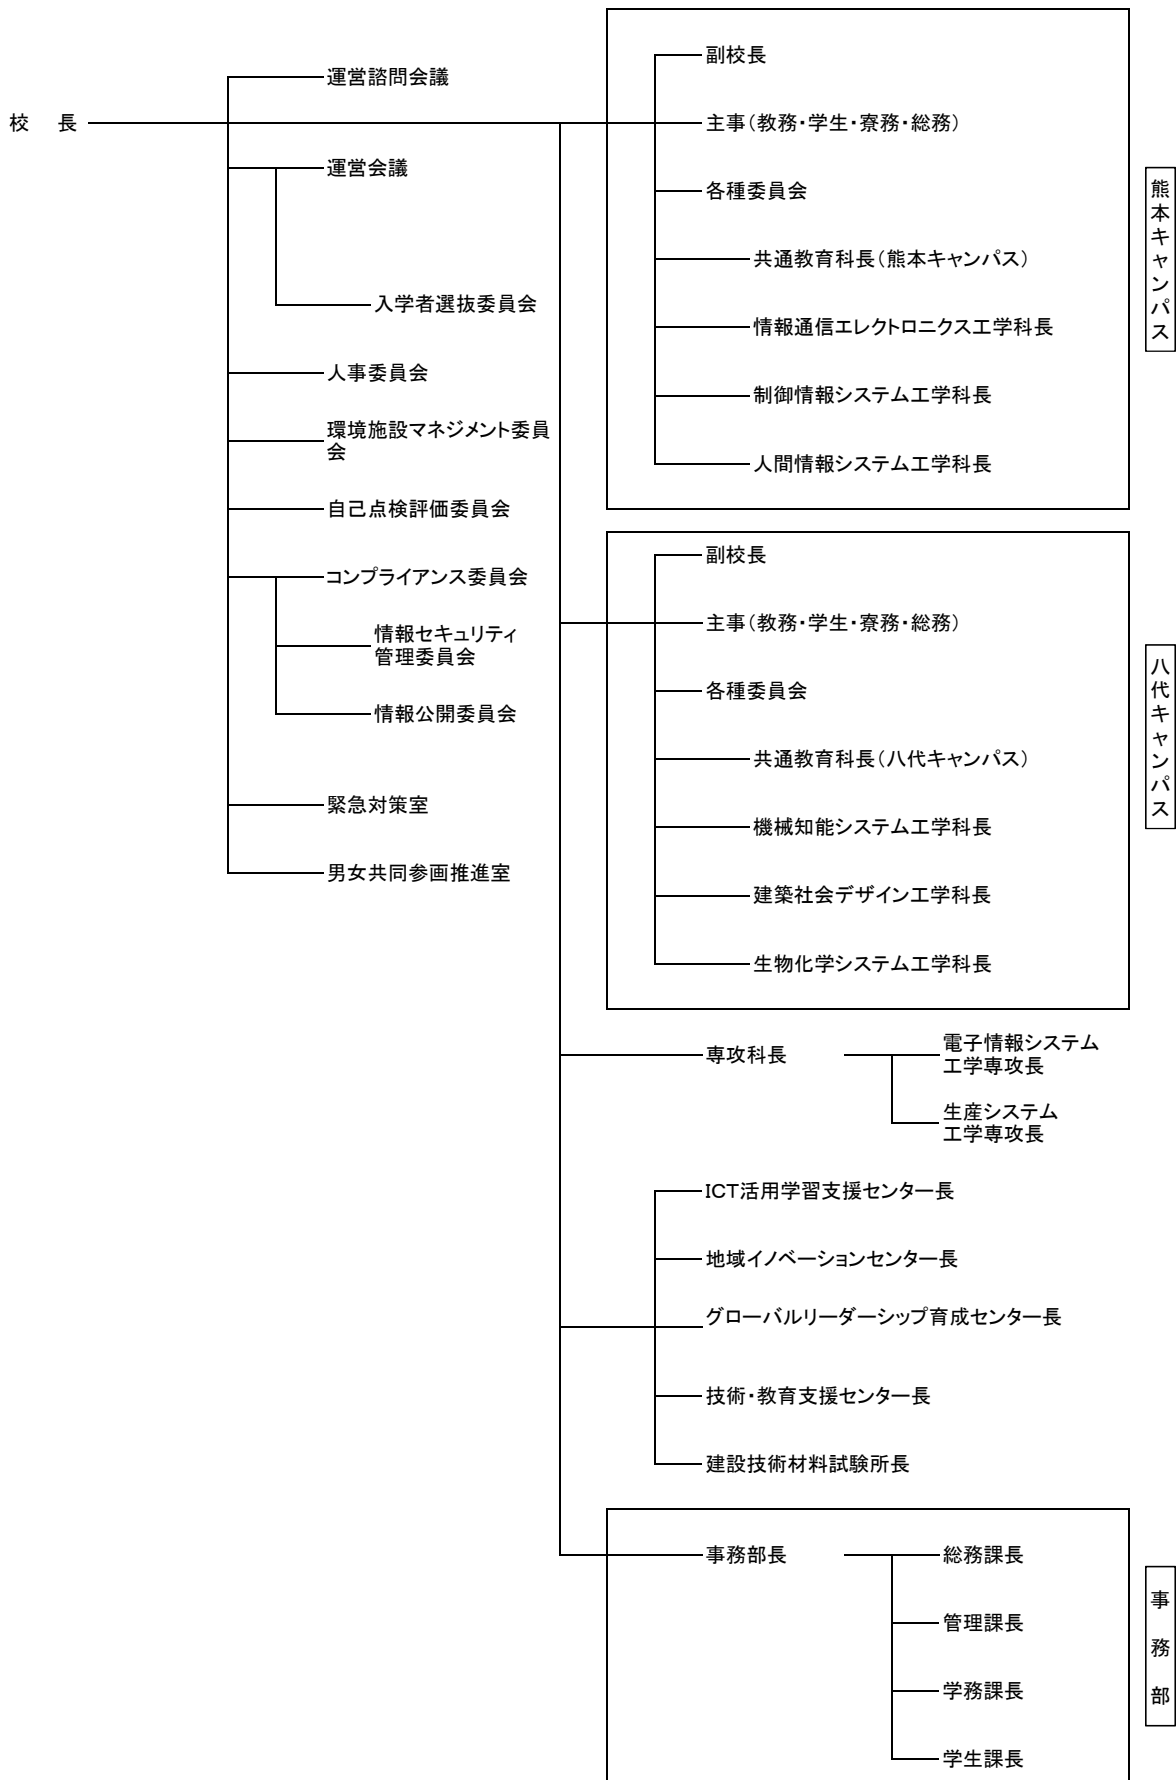 校　長
運営諮問会議
運営会議
入学者選抜委員会
人事委員会
環境施設マネジメント委員
会
自己点検評価委員会
コンプライアンス委員会
情報セキュリティ
管理委員会
情報公開委員会
緊急対策室
男女共同参画推進室
副校長
主事（教務・学生・寮務・総務）
各種委員会
共通教育科長（熊本キャンパス）
情報通信エレクトロニクス工学科長
制御情報システム工学科長
人間情報システム工学科長
熊本キャンパス
副校長
主事（教務・学生・寮務・総務）
各種委員会
共通教育科長（八代キャンパス）
機械知能システム工学科長
建築社会デザイン工学科長
生物化学システム工学科長
八代キャンパス
専攻科長
電子情報システム
工学専攻長
生産システム
工学専攻長
ICT活用学習支援センター長
地域イノベーションセンター長
グローバルリーダーシップ育成センター長
技術・教育支援センター長
建設技術材料試験所長
事務部長
総務課長
管理課長
学務課長
学生課長
事務部